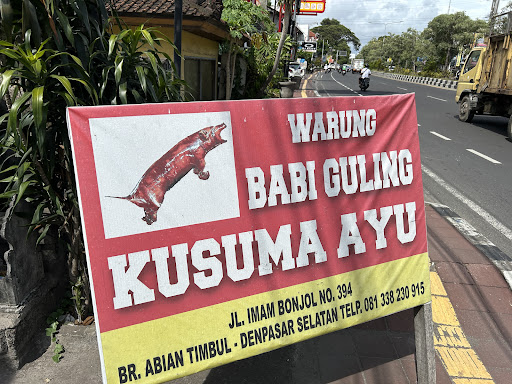 WARUNG
BABI GULING
KUSUMA AYU
JL. IMAM BONJOL NO. 394
BR. ABIAN TIMBUL - DENPASAR SELATAN TELP. 081 338 230 915